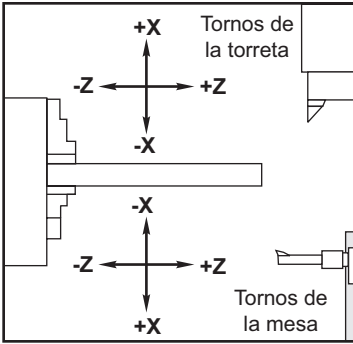 +X
Tornos de
la torreta
-Z
+Z
-X
-X
-Z
+Z
Tornos de
la mesa
+X